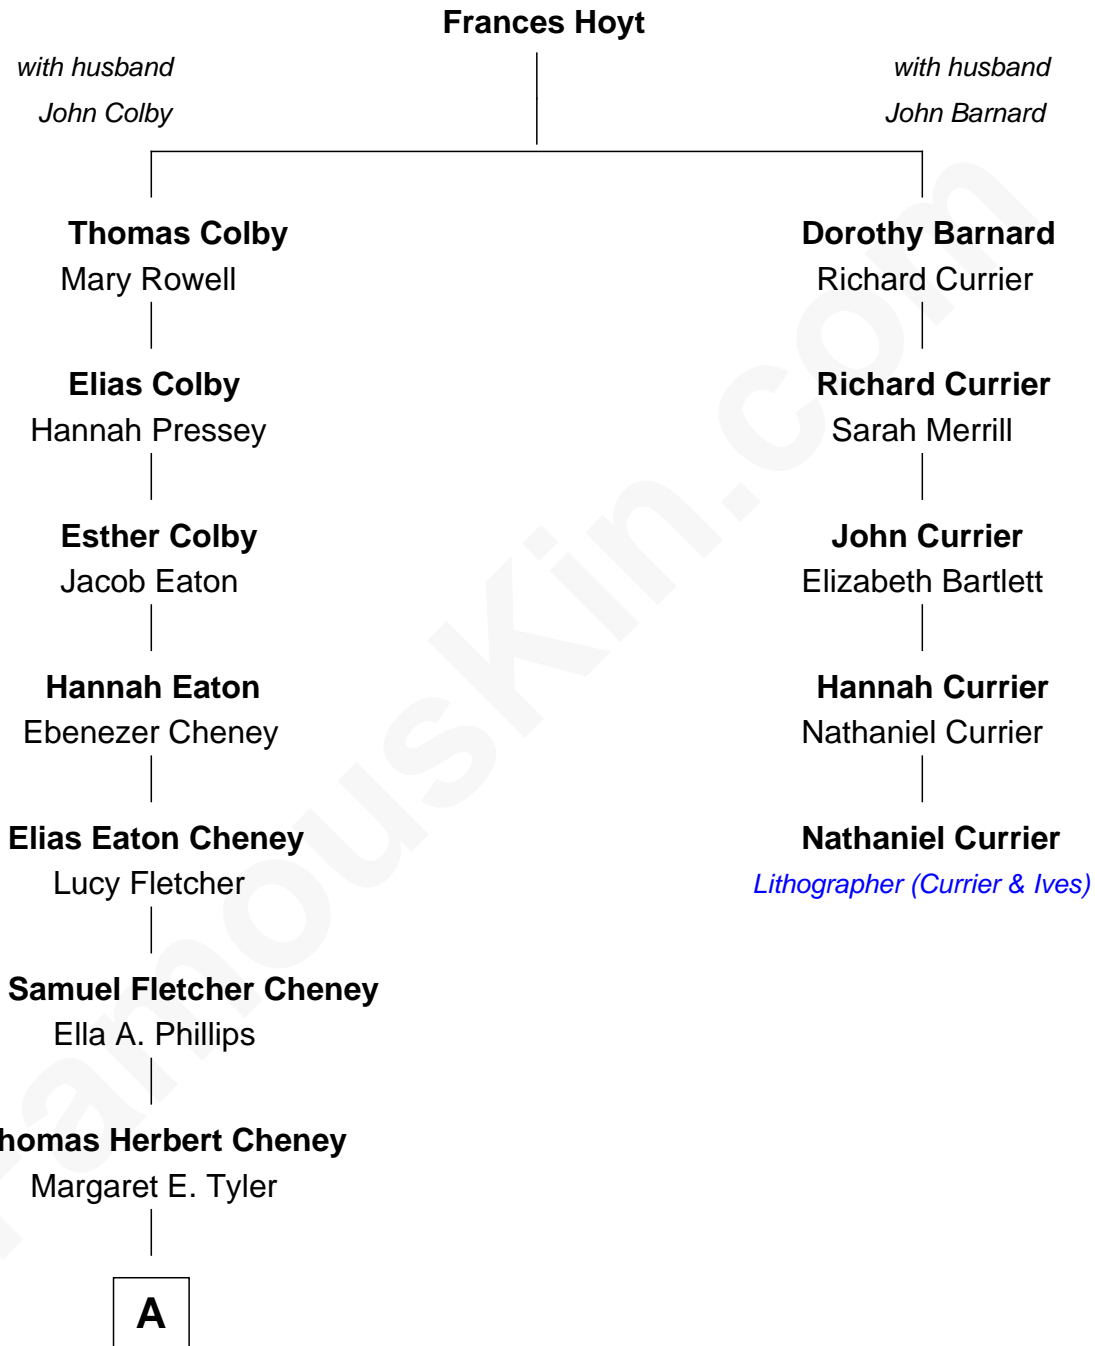 Frances Hoyt
with husband
John Colby
with husband
John Barnard
Thomas Colby
Mary Rowell
Dorothy Barnard
Richard Currier
Elias Colby
Hannah Pressey
Richard Currier
Sarah Merrill
Esther Colby
Jacob Eaton
John Currier
Elizabeth Bartlett
Hannah Eaton
Ebenezer Cheney
Hannah Currier
Nathaniel Currier
Elias Eaton Cheney
Lucy Fletcher
Nathaniel Currier
Lithographer (Currier & Ives)
Samuel Fletcher Cheney
Ella A. Phillips
homas Herbert Cheney
Margaret E. Tyler
A
FamousKin.com